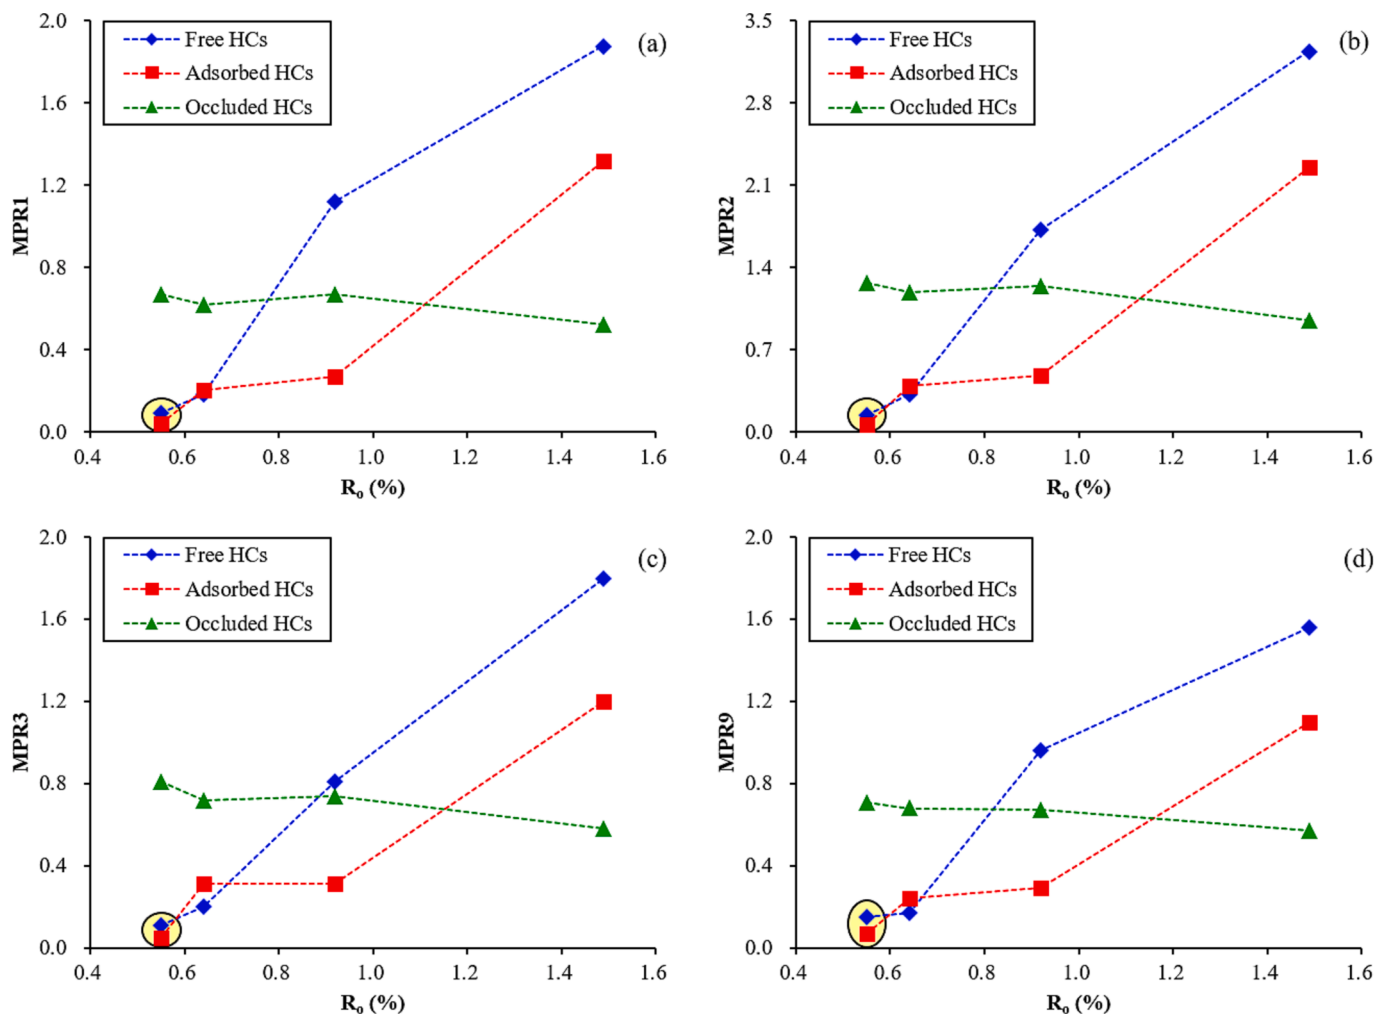 (a)
Free HCs
Adsorbed HCs
Occluded HCs
2.0
1.6
1.2
0.8
0.4
0.0
MPR1
0.4 0.6 0.8 1.0 1.2 1.4 1.6
Ro (%)
(b)
Free HCs
Adsorbed HCs
Occluded HCs
3.5
2.8
2.1
1.4
0.7
0.0
MPR2
0.4 0.6 0.8 1.0 1.2 1.4 1.6
Ro (%)
(c)
Free HCs
Adsorbed HCs
Occluded HCs
2.0
1.6
1.2
0.8
0.4
0.0
MPR3
0.4 0.6 0.8 1.0 1.2 1.4 1.6
Ro (%)
(d)
Free HCs
Adsorbed HCs
Occluded HCs
2.0
1.6
1.2
0.8
0.4
0.0
MPR9
0.4 0.6 0.8 1.0 1.2 1.4 1.6
Ro (%)